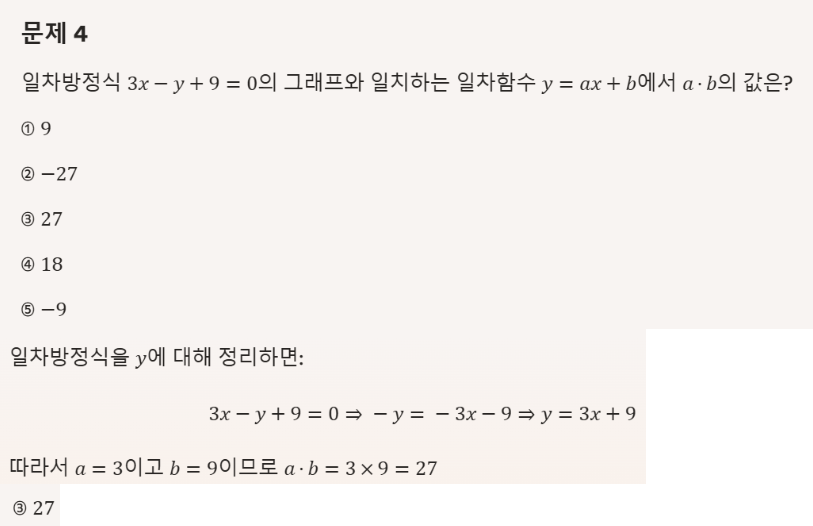 문제 4
일차방정식 3x − y + 9 = 0의 그래프와 일치하는 일차함수 y = ax + b에서 a · b의 값은?
① 9
② −27
③ 27
④ 18
⑤ −9
일차방정식을 y에 대해 정리하면:
3x − y + 9 = 0 ⇒ − y = − 3x − 9 ⇒ y = 3x + 9
따라서 a = 3이고 b = 9이므로 a · b = 3 × 9 = 27
③ 27